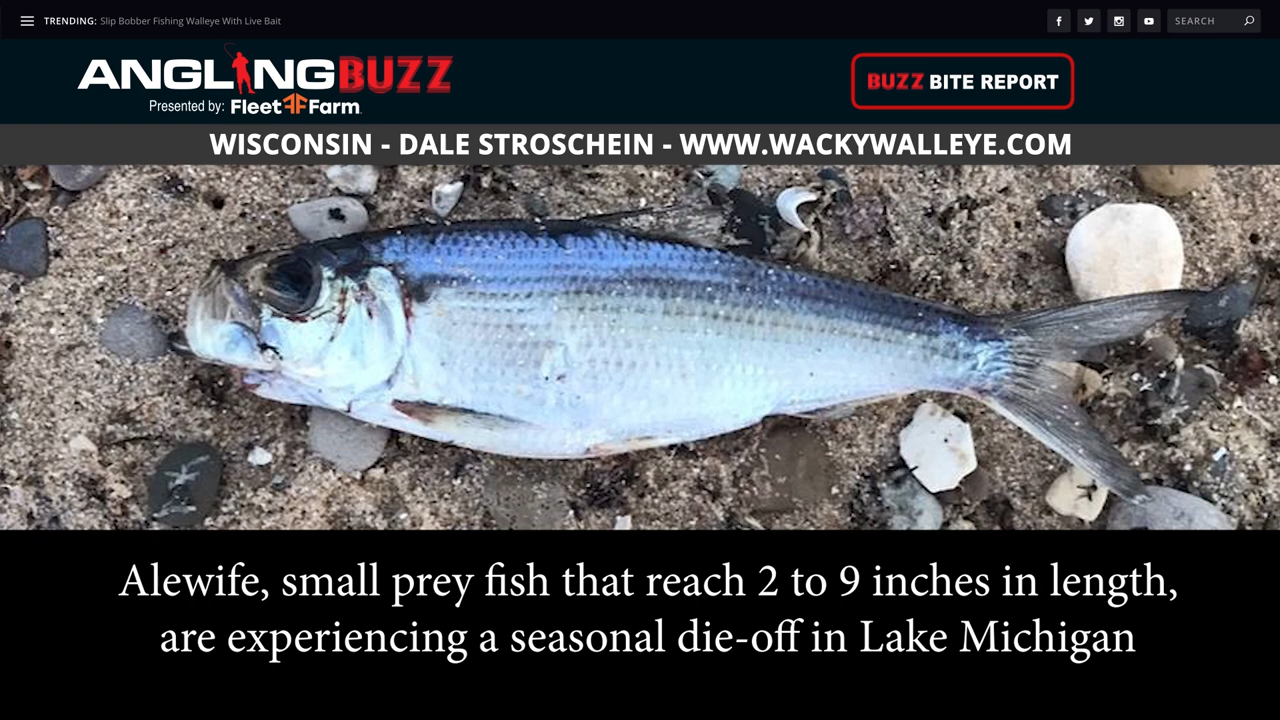 TRENDING: Slip Bobber Fishing Walleye With Live Bait
SEARCH
ANGLINGBUZZ
Presented by: Fleet Farm
BUZZ BITE REPORT
WISCONSIN - DALE STROSCHEIN - WWW.WACKYWALLEYE.COM
Alewife, small prey fish that reach 2 to 9 inches in length,
are experiencing a seasonal die-off in Lake Michigan